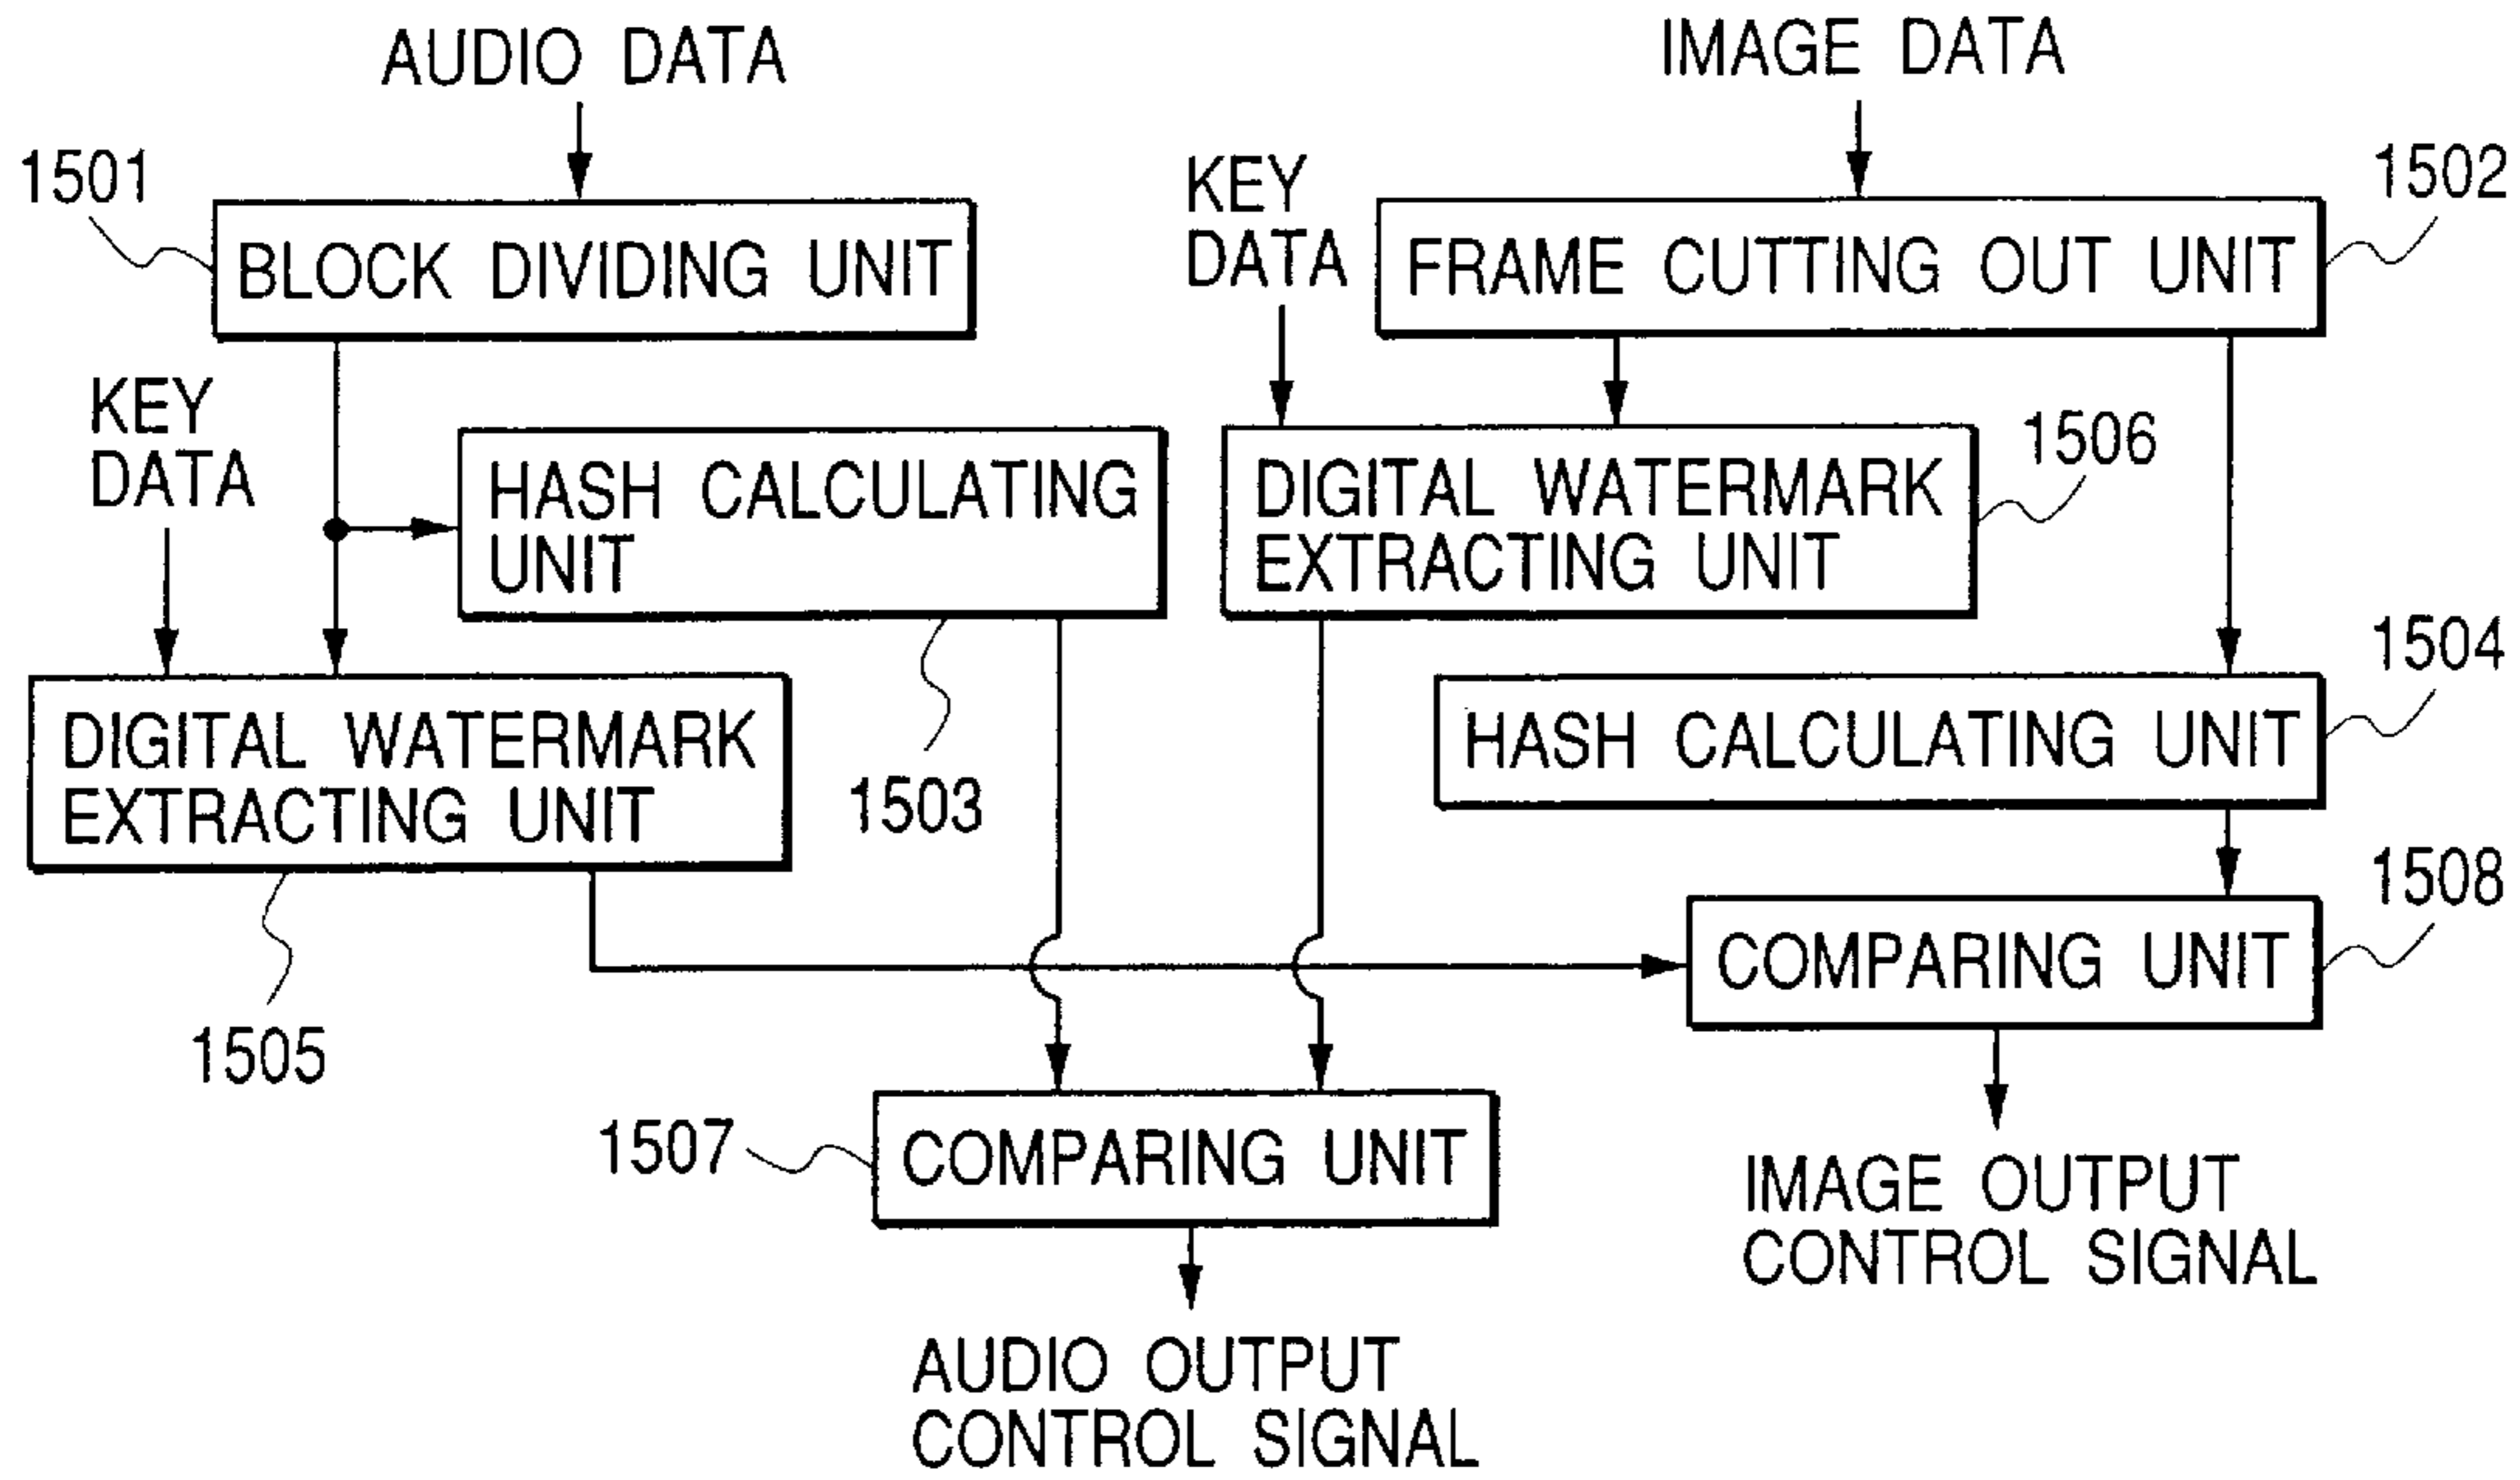 AUDIO DATA
IMAGE DATA
1501
KEY
DATA
1502
BLOCK DIVIDING UNIT
FRAME CUTTING OUT UNIT
KEY
DATA
HASH CALCULATING
UNIT
DIGITAL WATERMARK
EXTRACTING UNIT
1506
1504
DIGITAL WATERMARK
EXTRACTING UNIT
1503
HASH CALCULATING UNIT
1508
COMPARING UNIT
1505
1507
COMPARING UNIT
IMAGE OUTPUT
CONTROL SIGNAL
AUDIO OUTPUT
CONTROL SIGNAL